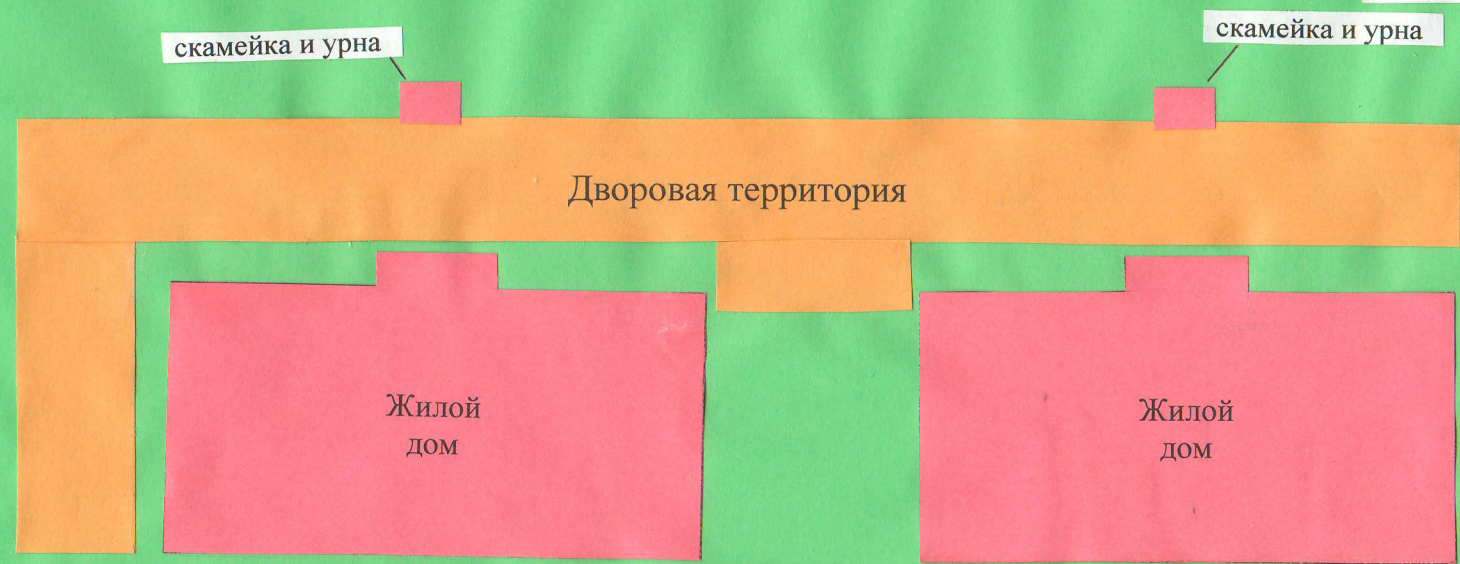 скамейка и урна
скамейка и урна
Дворовая территория
Жилой
дом
Жилой
дом